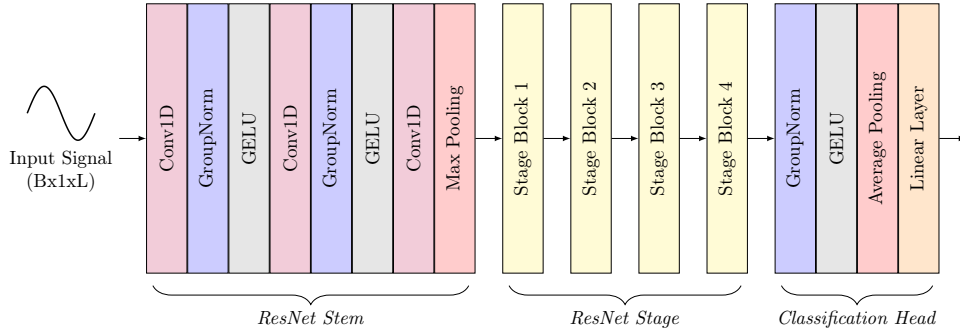 Input Signal
(Bx1xL)
Conv1D
GroupNorm
GELU
Conv1D
GroupNorm
GELU
Conv1D
Max Pooling
Stage Block 1
Stage Block 2
Stage Block 3
Stage Block 4
GroupNorm
GELU
Average Pooling
Linear Layer
ResNet Stem
ResNet Stage
Classification Head